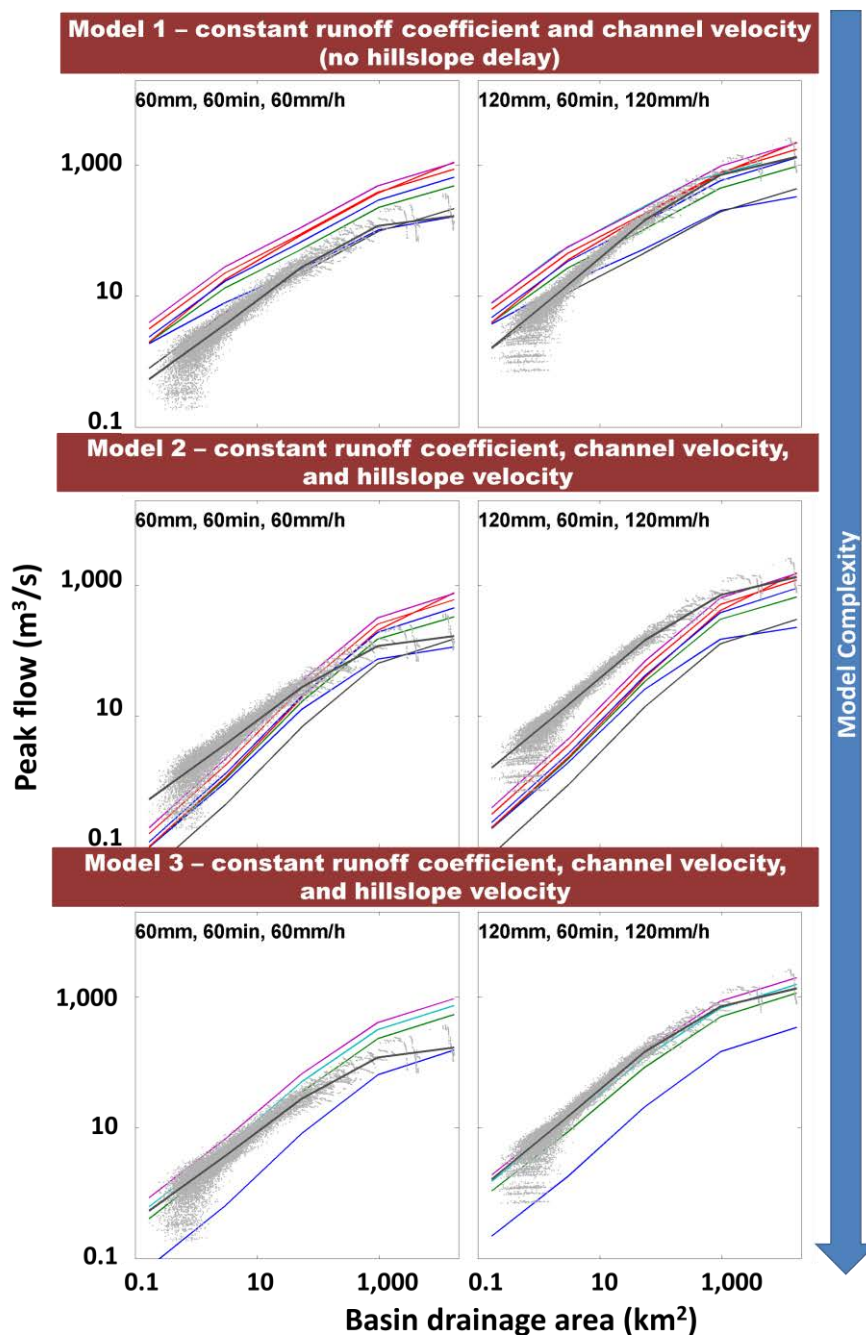 Model 1 – constant runoff coefficient and channel velocity
(no hillslope delay)
60mm, 60min, 60mm/h
120mm, 60min, 120mm/h
1,000
10
0.1
Model 2 – constant runoff coefficient, channel velocity,
and hillslope velocity
60mm, 60min, 60mm/h
120mm, 60min, 120mm/h
1,000
10
0.1
Peak flow (m³/s)
Model Complexity
Model 3 – constant runoff coefficient, channel velocity,
and hillslope velocity
60mm, 60min, 60mm/h
120mm, 60min, 120mm/h
1,000
10
0.1
0.1 10 1,000 0.1 10 1,000
Basin drainage area (km²)